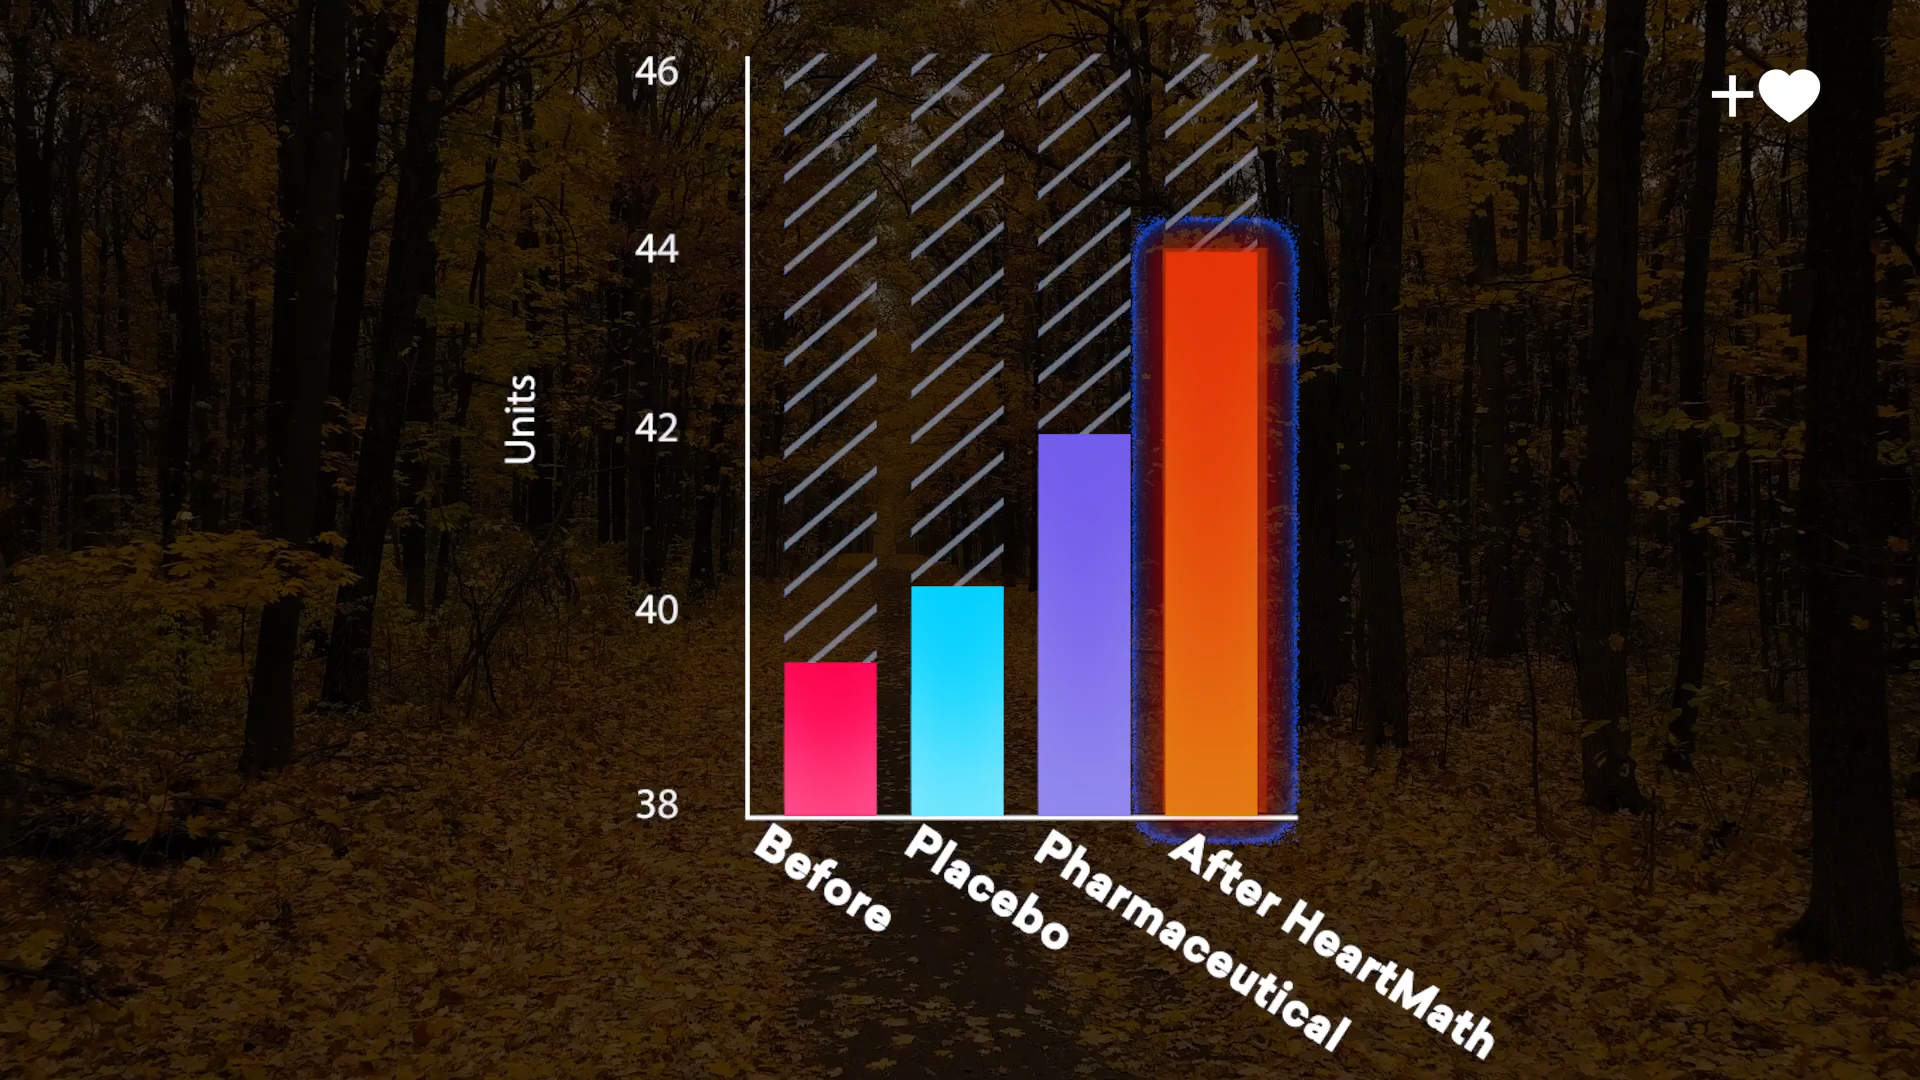 46
44
42
40
38
Units
Before
Placebo
Pharmaceutical
After HeartMath